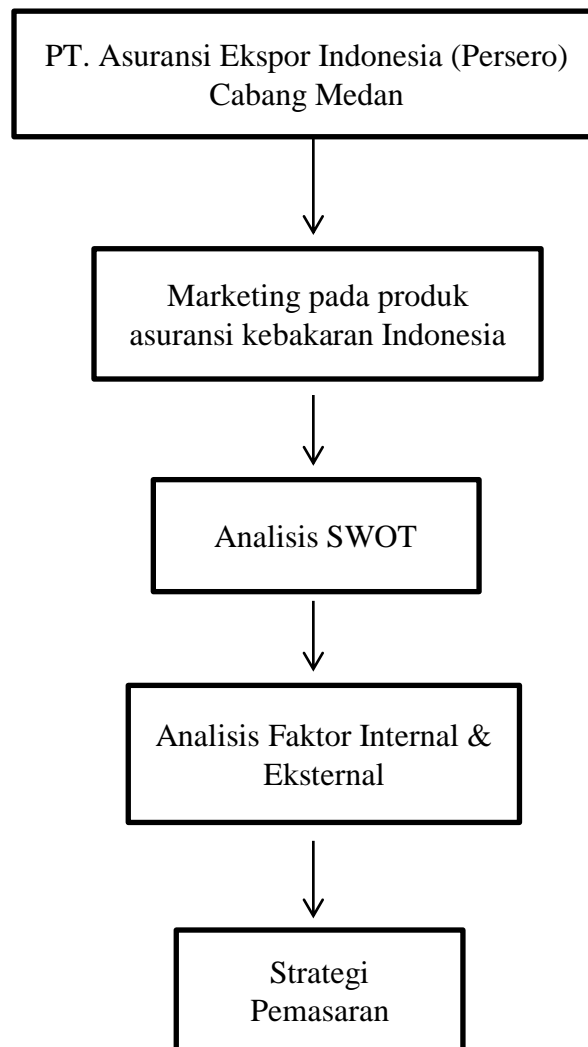 PT. Asuransi Ekspor Indonesia (Persero)
Cabang Medan
Marketing pada produk
asuransi kebakaran Indonesia
Analisis SWOT
Analisis Faktor Internal &
Eksternal
Strategi
Pemasaran